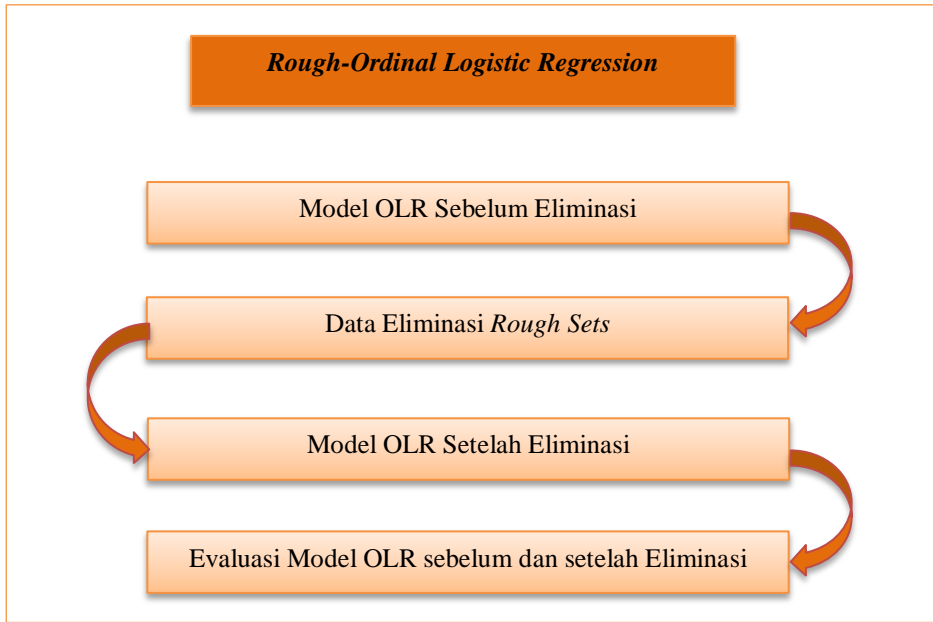 Rough-Ordinal Logistic Regression
Model OLR Sebelum Eliminasi
Data Eliminasi Rough Sets
Model OLR Setelah Eliminasi
Evaluasi Model OLR sebelum dan setelah Eliminasi